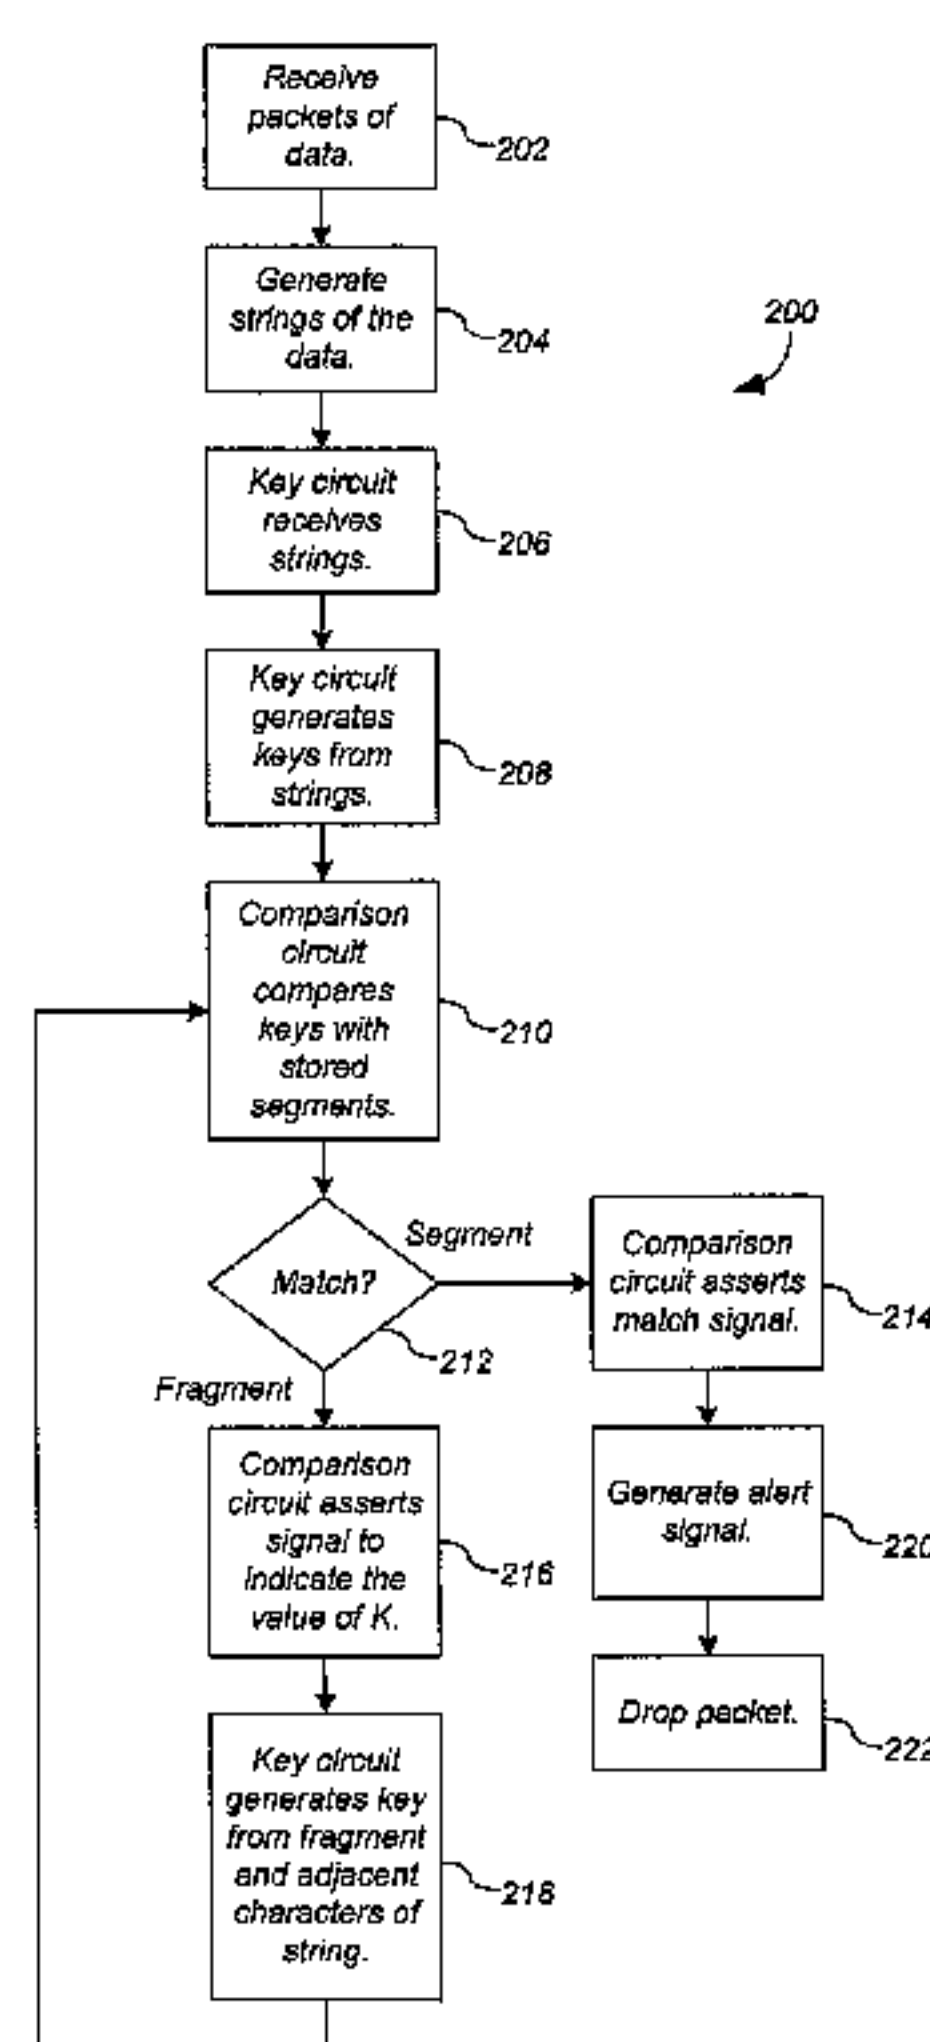 Receive
packets of
data.
202
Generate
strings of the
data.
204
200
Key circuit
receives
strings.
206
Key circuit
generates
keys from
strings.
208
Comparison
circuit
compares
keys with
stored
segments.
210
Segment
Match?
212
Comparison
circuit asserts
match signal.
214
Fragment
Comparison
circuit asserts
signal to
indicate the
value of K.
216
Generate alert
signal.
220
Drop packet.
222
Key circuit
generates key
from fragment
and adjacent
characters of
string.
218